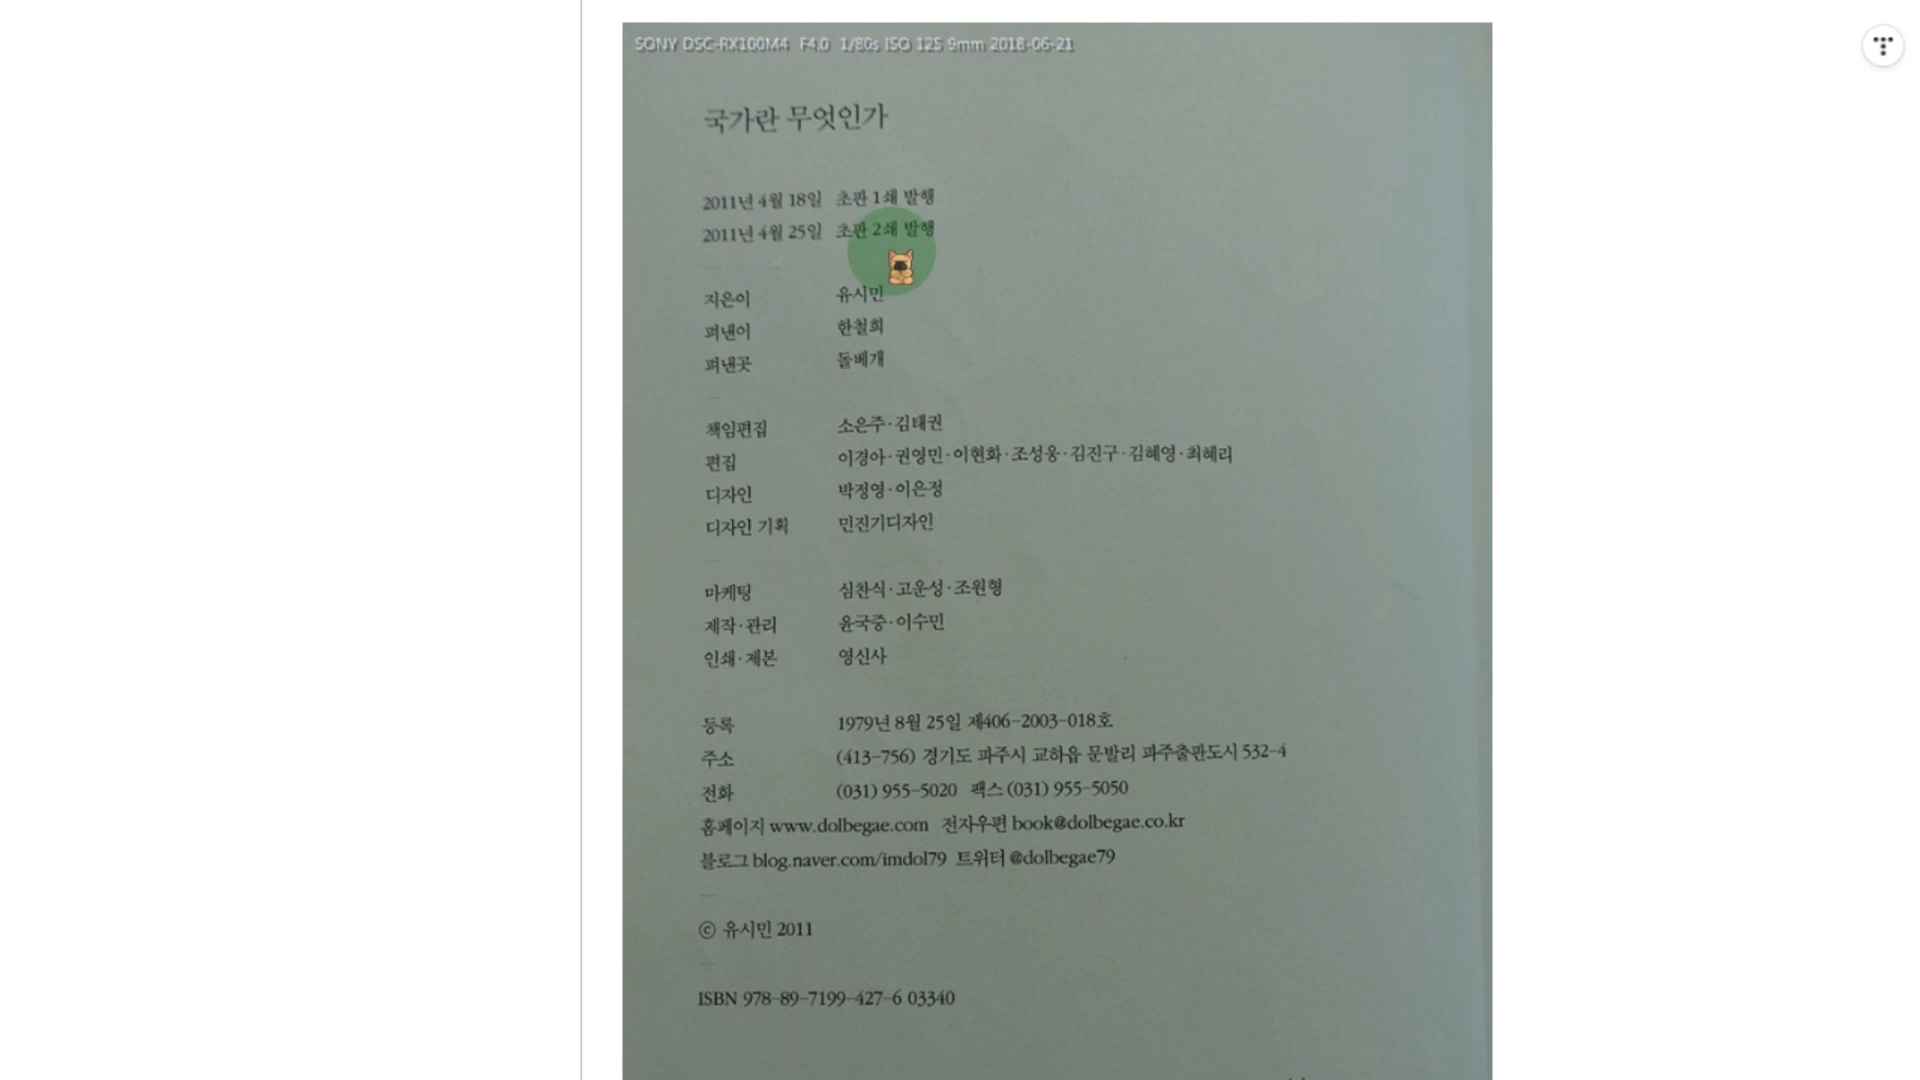 SONY DSC-RX100M4 F4.0 1/80s ISO 125 9mm 2018-06-21
국가란 무엇인가
2011년 4월 18일 초판 1쇄 발행
2011년 4월 25일 초판 2쇄 발행
지은이 유시민
펴낸이 한철희
펴낸곳 돌베개
책임편집 소은주·김태권
편집 이경아·권영민·이현화·조성웅·김진구·김혜영·최혜리
디자인 박정영·이은정
디자인 기획 민진기디자인
마케팅 심찬식·고운성·조원형
제작·관리 윤국중·이수민
인쇄·제본 영신사
등록 1979년 8월 25일 제406-2003-018호
주소 (413-756) 경기도 파주시 교하읍 문발리 파주출판도시 532-4
전화 (031) 955-5020 팩스 (031) 955-5050
홈페이지 www.dolbegae.com 전자우편 book@dolbegae.co.kr
블로그 blog.naver.com/imdol79 트위터 @dolbegae79
© 유시민 2011
ISBN 978-89-7199-427-6 03340